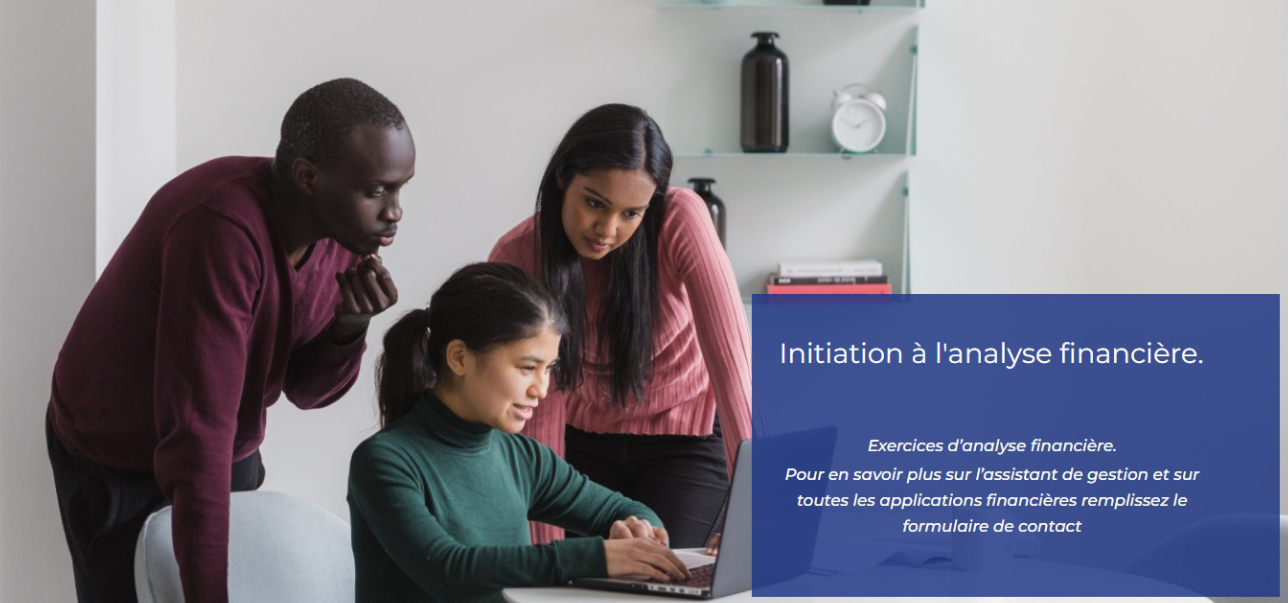 Initiation à l'analyse financière.
Exercices d’analyse financière.
Pour en savoir plus sur l’assistant de gestion et sur
toutes les applications financières remplissez le
formulaire de contact